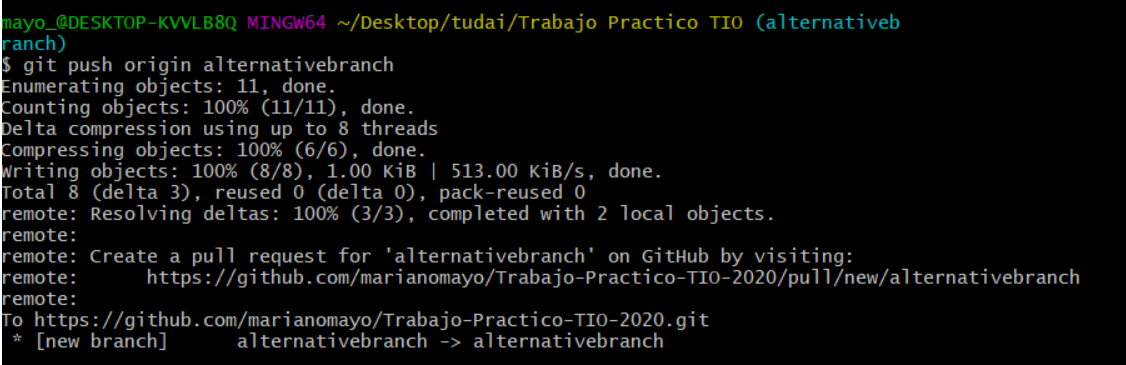 mayo_@DESKTOP-KVVLB8Q MINGW64 ~/Desktop/tudai/Trabajo Practico TIO (alternativeb
ranch)
$ git push origin alternativebranch
Enumerating objects: 11, done.
Counting objects: 100% (11/11), done.
Delta compression using up to 8 threads
Compressing objects: 100% (6/6), done.
Writing objects: 100% (8/8), 1.00 KiB | 513.00 KiB/s, done.
Total 8 (delta 3), reused 0 (delta 0), pack-reused 0
remote: Resolving deltas: 100% (3/3), completed with 2 local objects.
remote:
remote: Create a pull request for 'alternativebranch' on GitHub by visiting:
remote:      https://github.com/marianomayo/Trabajo-Practico-TIO-2020/pull/new/alternativebranch
remote:
To https://github.com/marianomayo/Trabajo-Practico-TIO-2020.git
 * [new branch]      alternativebranch -> alternativebranch